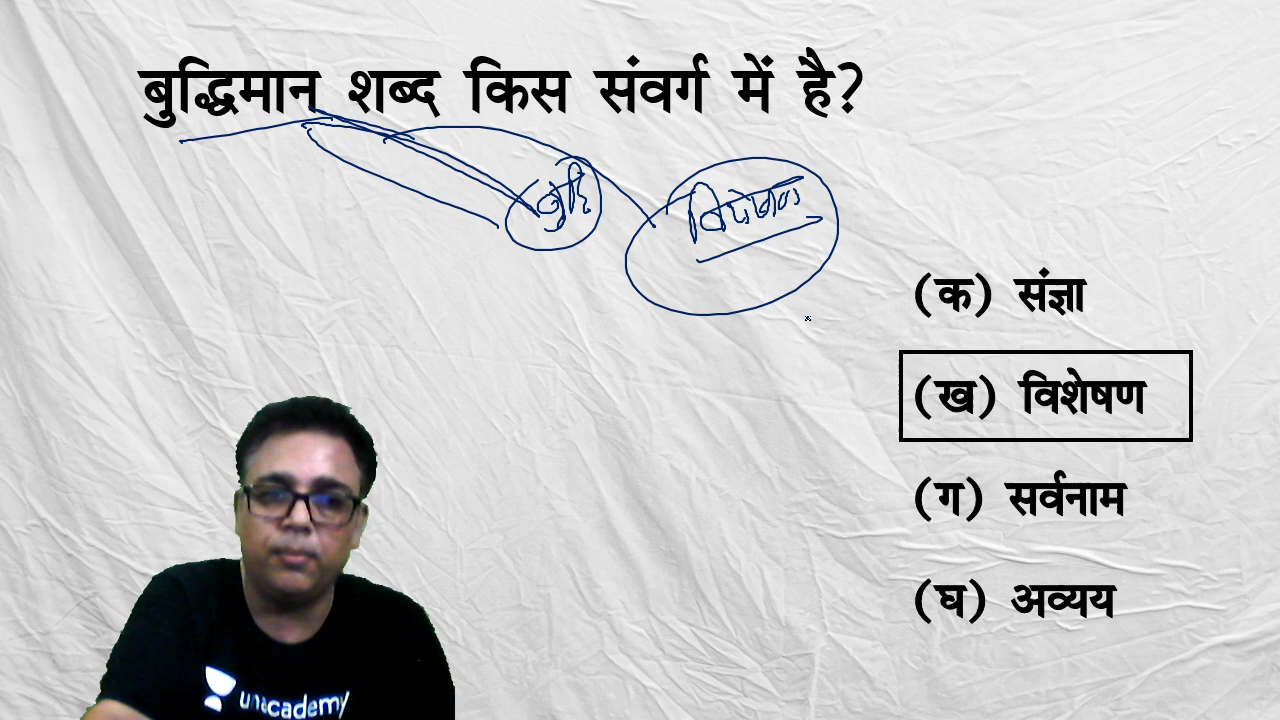 बुद्धिमान शब्द किस संवर्ग में है?
बुद्धि
विशेषण
(क) संज्ञा
(ख) विशेषण
(ग) सर्वनाम
(घ) अव्यय
unacademy